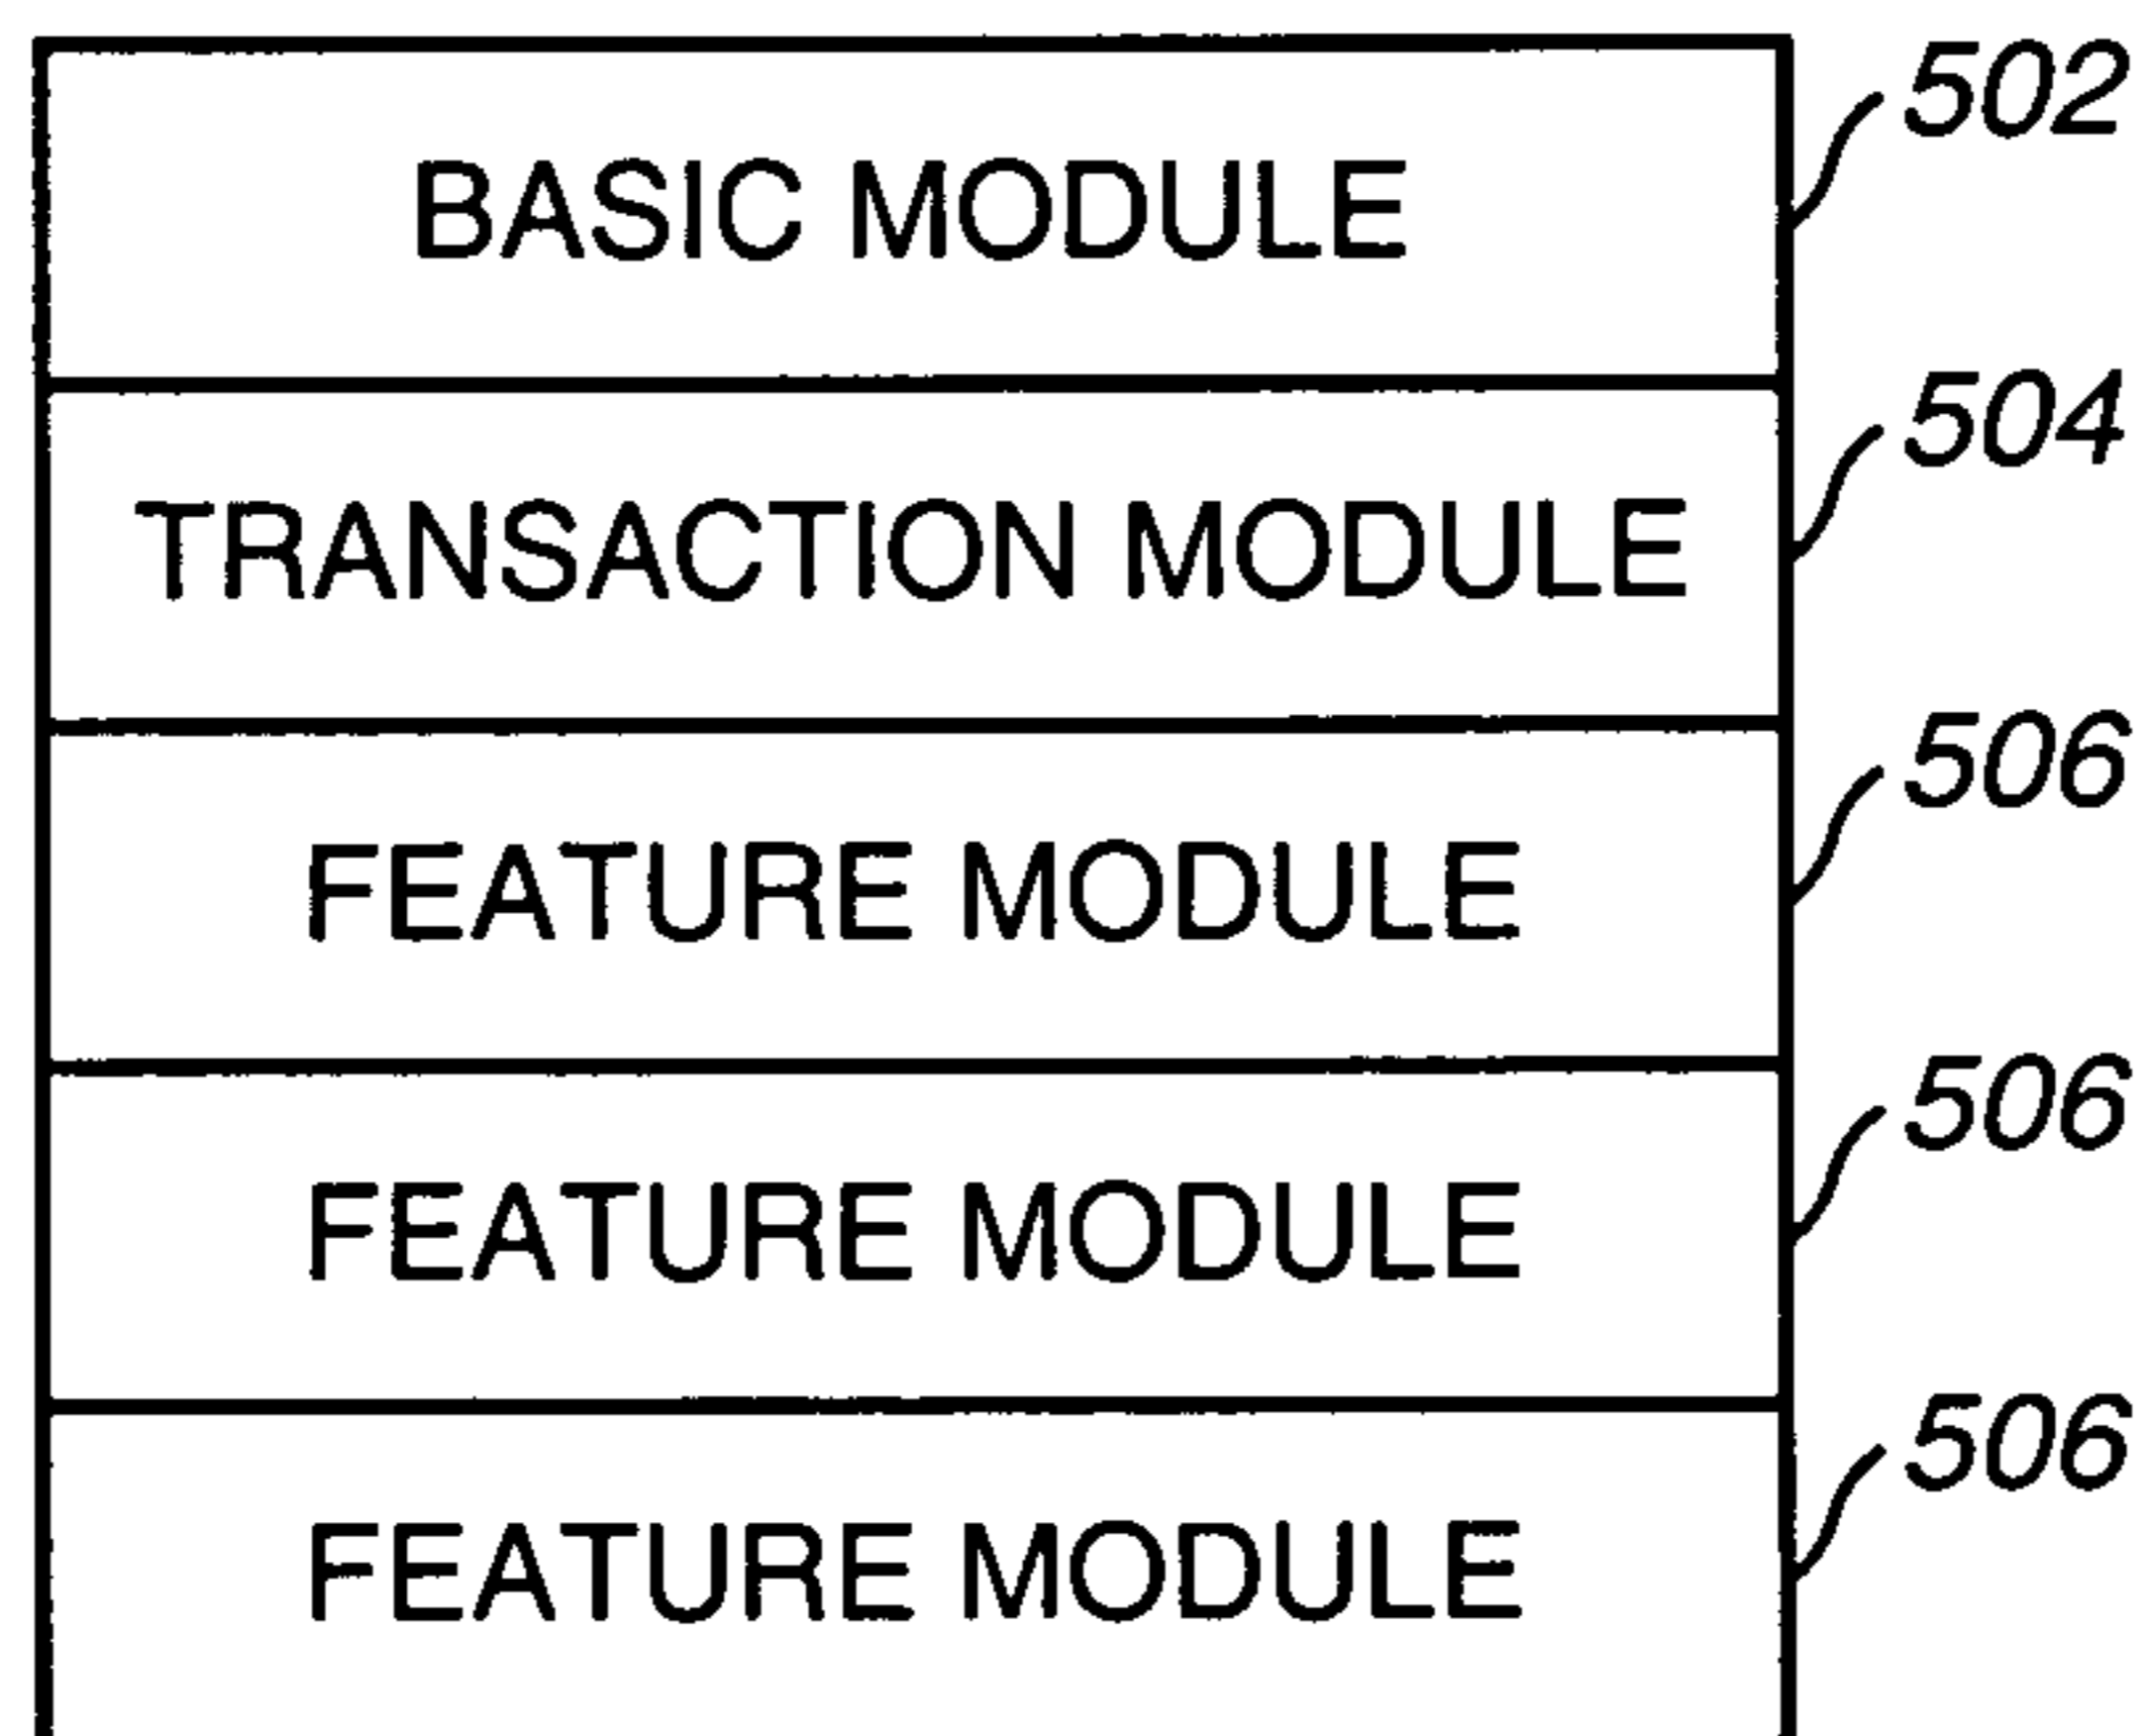 502
BASIC MODULE
504
TRANSACTION MODULE
506
FEATURE MODULE
506
FEATURE MODULE
506
FEATURE MODULE